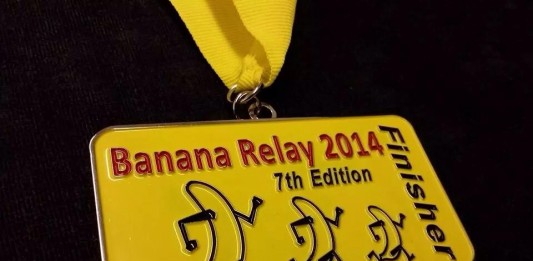 Banana Relay 2014
7th Edition
Finisher